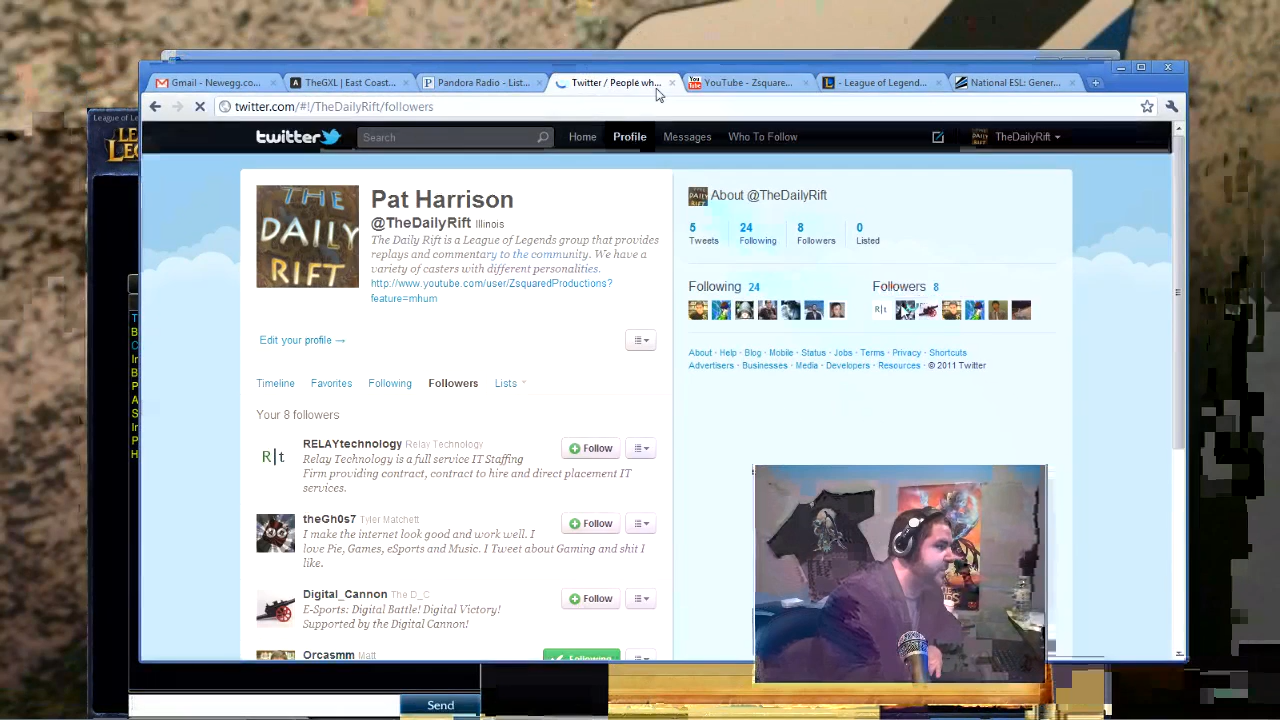 Gmail - Newegg.co...
TheGXL | East Coast...
Pandora Radio - List...
Twitter / People wh...
YouTube - Zsquare...
- League of Legend...
National ESL: Gener...
twitter.com/#!/TheDailyRift/followers
twitter
Search
Home
Profile
Messages
Who To Follow
TheDailyRift
THE
DAILY
RIFT
Pat Harrison
@TheDailyRift Illinois
The Daily Rift is a League of Legends group that provides
replays and commentary to the community. We have a
variety of casters with different personalities.
http://www.youtube.com/user/ZsquaredProductions?
feature=mhum
Edit your profile →
Timeline
Favorites
Following
Followers
Lists
Your 8 followers
R|t
RELAYtechnology Relay Technology
Relay Technology is a full service IT Staffing
Firm providing contract, contract to hire and direct placement IT
services.
Follow
theGh0s7 Tyler Matchett
I make the internet look good and work well. I
love Pie, Games, eSports and Music. I Tweet about Gaming and shit I
like.
Follow
Digital_Cannon The D_C
E-Sports: Digital Battle! Digital Victory!
Supported by the Digital Cannon!
Follow
Orcasmm Matt
Following
About @TheDailyRift
5 24 8 0
Tweets Following Followers Listed
Following 24
Followers 8
R|t
About · Help · Blog · Mobile · Status · Jobs · Terms · Privacy · Shortcuts
Advertisers · Businesses · Media · Developers · Resources · © 2011 Twitter
Send